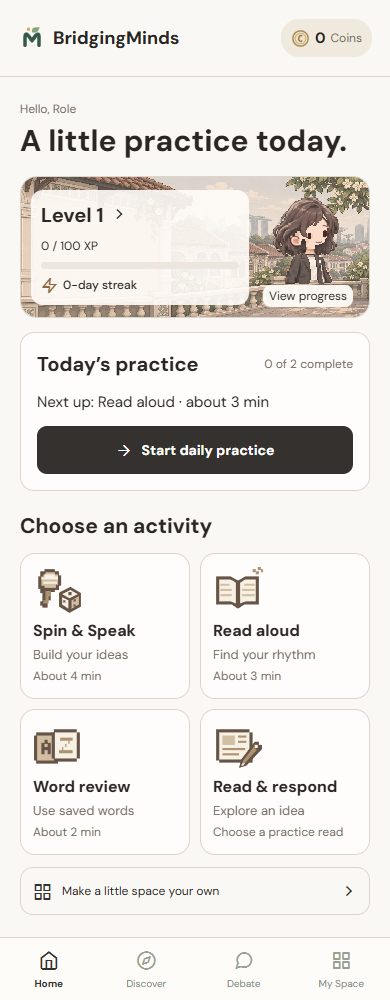 BridgingMinds
0 Coins
Hello, Role
A little practice today.
Level 1
0 / 100 XP
0-day streak
View progress
Today’s practice
0 of 2 complete
Next up: Read aloud · about 3 min
Start daily practice
Choose an activity
Spin & Speak
Build your ideas
About 4 min
Read aloud
Find your rhythm
About 3 min
Word review
Use saved words
About 2 min
Read & respond
Explore an idea
Choose a practice read
Make a little space your own
Home
Discover
Debate
My Space